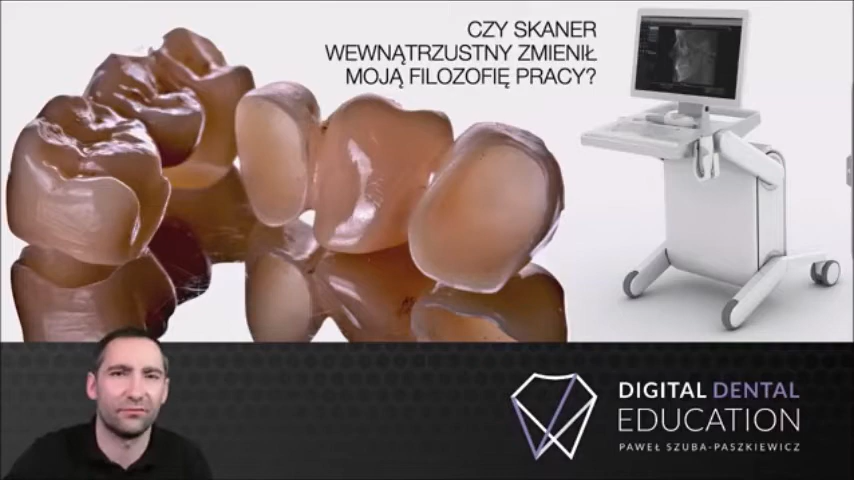 CZY SKANER
WEWNĄTRZUSTNY ZMIENIŁ
MOJĄ FILOZOFIĘ PRACY?
DIGITAL DENTAL
EDUCATION
PAWEŁ SZUBA-PASZKIEWICZ